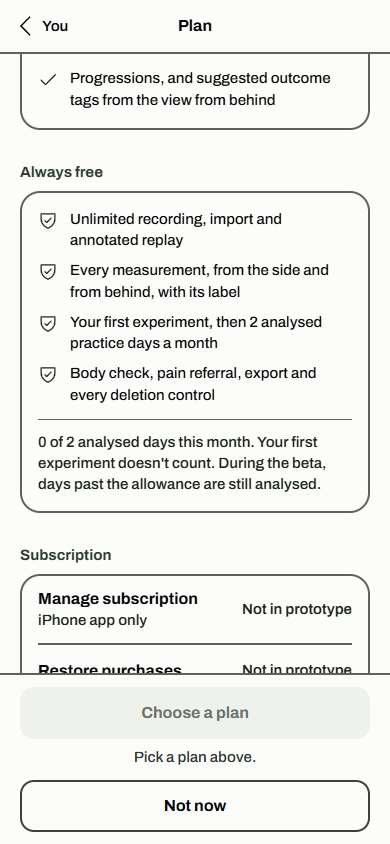 You
Plan
Progressions, and suggested outcome
tags from the view from behind
Always free
Unlimited recording, import and
annotated replay
Every measurement, from the side and
from behind, with its label
Your first experiment, then 2 analysed
practice days a month
Body check, pain referral, export and
every deletion control
0 of 2 analysed days this month. Your first
experiment doesn't count. During the beta,
days past the allowance are still analysed.
Subscription
Manage subscription
iPhone app only
Not in prototype
Restore purchases
Not in prototype
Choose a plan
Pick a plan above.
Not now